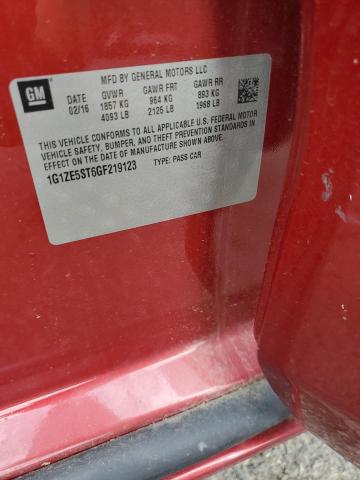 MFD BY GENERAL MOTORS LLC
GM DATE GVWR GAWR FRT GAWR RR
02/16 1857 KG 964 KG 893 KG
4093 LB 2125 LB 1968 LB
THIS VEHICLE CONFORMS TO ALL APPLICABLE U.S. FEDERAL MOTOR
VEHICLE SAFETY, BUMPER, AND THEFT PREVENTION STANDARDS IN
EFFECT ON THE DATE OF MANUFACTURE SHOWN ABOVE.
1G1ZE5ST6GF219123 TYPE: PASS CAR